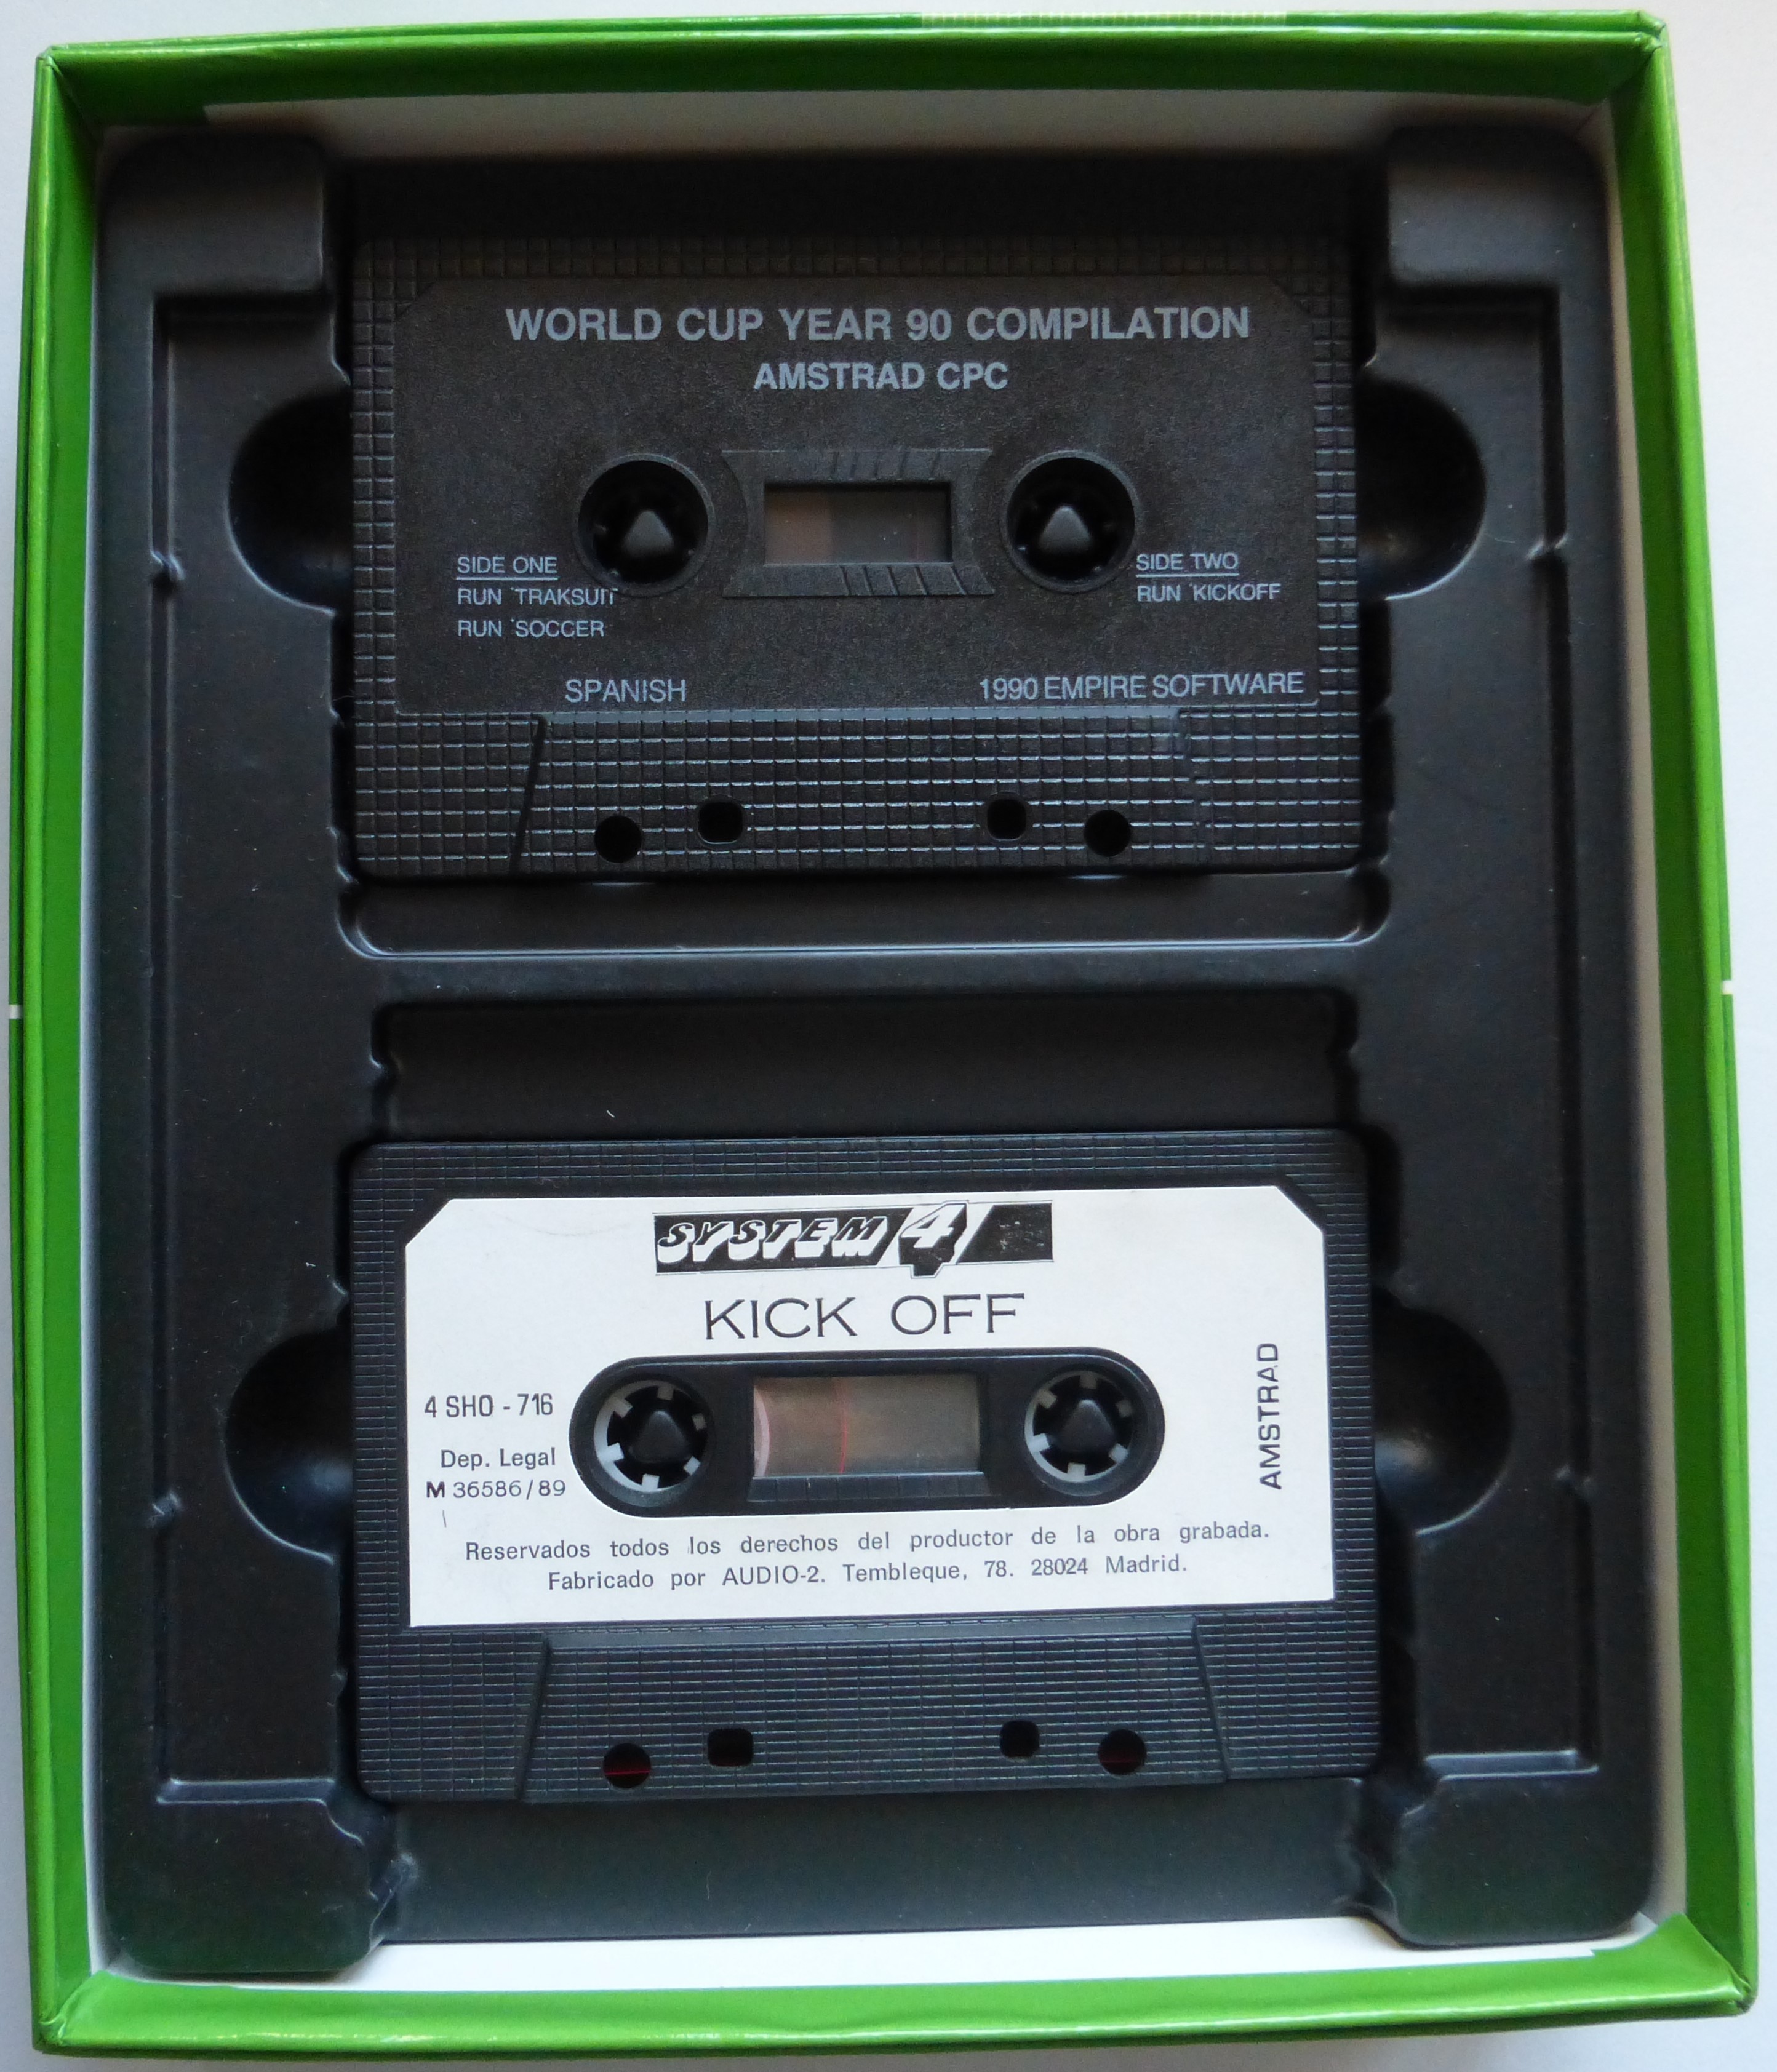 WORLD CUP YEAR 90 COMPILATION
AMSTRAD CPC
SIDE ONE
RUN "TRAKSUIT
RUN "SOCCER
SIDE TWO
RUN "KICKOFF
SPANISH
1990 EMPIRE SOFTWARE
SYSTEM 4
KICK OFF
4 SHO - 716
Dep. Legal
M 36586/89
AMSTRAD
Reservados todos los derechos del productor de la obra grabada.
Fabricado por AUDIO-2. Tembleque, 78. 28024 Madrid.